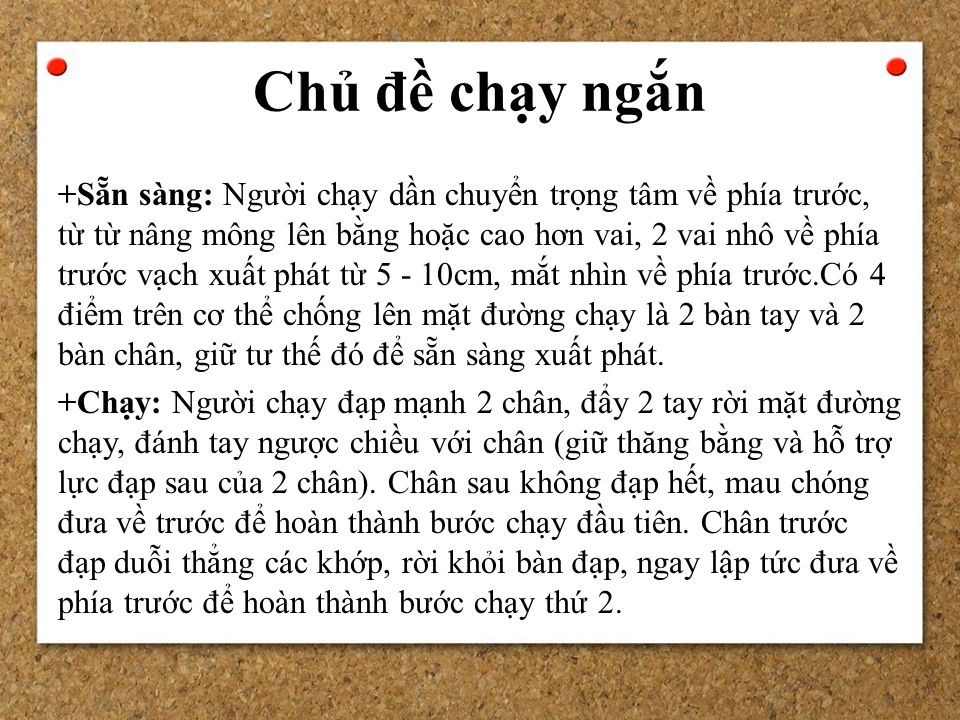 Chủ đề chạy ngắn
+Sẵn sàng: Người chạy dần chuyển trọng tâm về phía trước,
từ từ nâng mông lên bằng hoặc cao hơn vai, 2 vai nhô về phía
trước vạch xuất phát từ 5 - 10cm, mắt nhìn về phía trước.Có 4
điểm trên cơ thể chống lên mặt đường chạy là 2 bàn tay và 2
bàn chân, giữ tư thế đó để sẵn sàng xuất phát.
+Chạy: Người chạy đạp mạnh 2 chân, đẩy 2 tay rời mặt đường
chạy, đánh tay ngược chiều với chân (giữ thăng bằng và hỗ trợ
lực đạp sau của 2 chân). Chân sau không đạp hết, mau chóng
đưa về trước để hoàn thành bước chạy đầu tiên. Chân trước
đạp duỗi thẳng các khớp, rời khỏi bàn đạp, ngay lập tức đưa về
phía trước để hoàn thành bước chạy thứ 2.